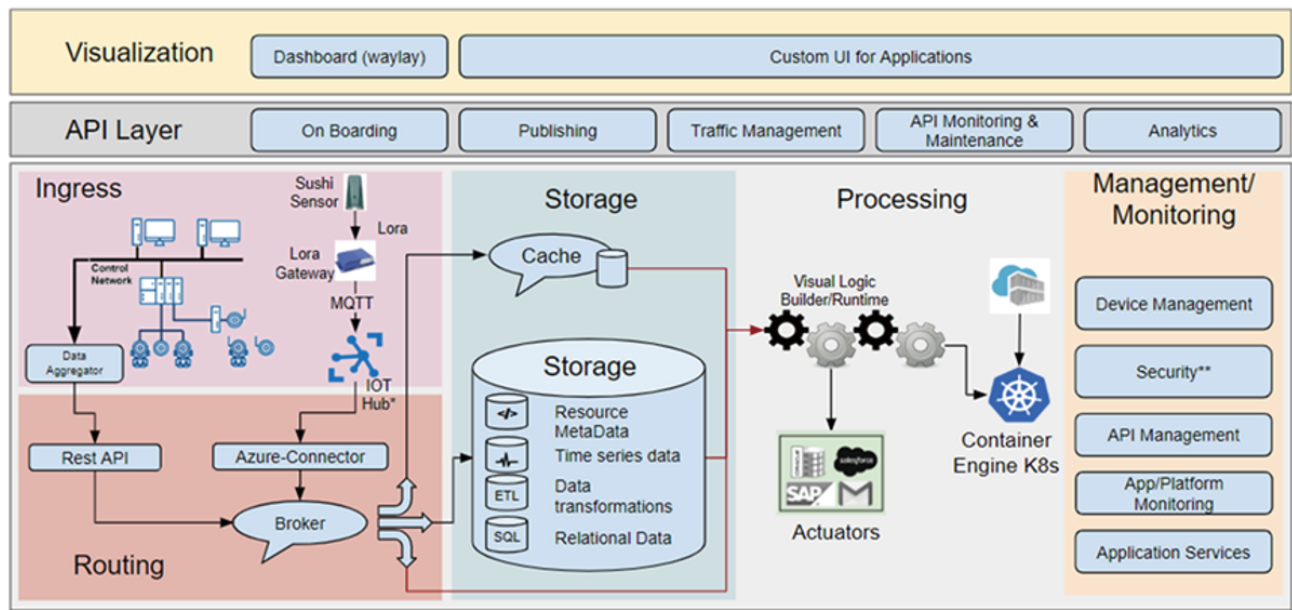 Visualization
Dashboard (waylay)
Custom UI for Applications
API Layer
On Boarding
Publishing
Traffic Management
API Monitoring &
Maintenance
Analytics
Ingress
Sushi
Sensor
Lora
Lora
Gateway
MQTT
Control
Network
Data
Aggregator
IOT
Hub*
Rest API
Azure-Connector
Broker
Routing
Storage
Cache
Storage
</>
Resource
MetaData
Time series data
ETL
Data
transformations
SQL
Relational Data
Processing
Visual Logic
Builder/Runtime
ORACLE
salesforce
SAP
M
Actuators
Container
Engine K8s
Management/
Monitoring
Device Management
Security**
API Management
App/Platform
Monitoring
Application Services